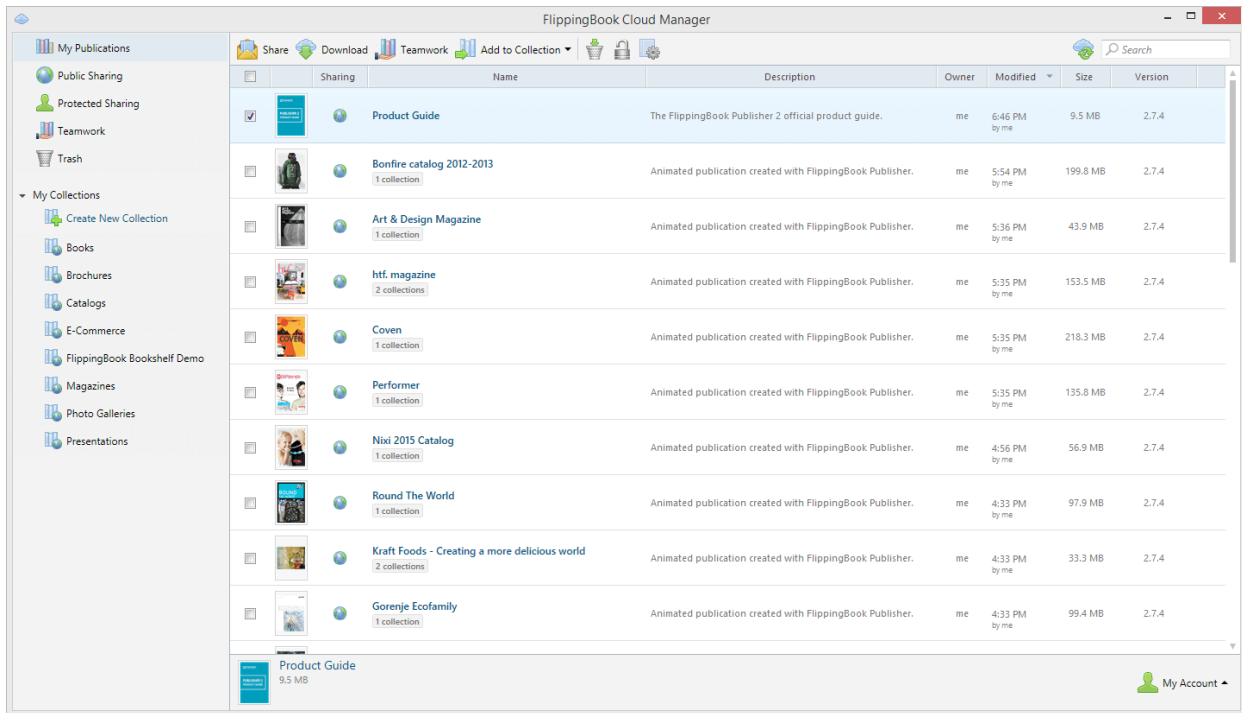 FlippingBook Cloud Manager
My Publications
Public Sharing
Protected Sharing
Teamwork
Trash
My Collections
Create New Collection
Books
Brochures
Catalogs
E-Commerce
FlippingBook Bookshelf Demo
Magazines
Photo Galleries
Presentations
Share Download Teamwork Add to Collection Search
Sharing Name Description Owner Modified Size Version
Product Guide The FlippingBook Publisher 2 official product guide. me 6:46 PM 9.5 MB 2.7.4
by me
Bonfire catalog 2012-2013 Animated publication created with FlippingBook Publisher. me 5:54 PM 199.8 MB 2.7.4
1 collection by me
Art & Design Magazine Animated publication created with FlippingBook Publisher. me 5:36 PM 43.9 MB 2.7.4
1 collection by me
htf. magazine Animated publication created with FlippingBook Publisher. me 5:35 PM 153.5 MB 2.7.4
2 collections by me
COVEN
Coven Animated publication created with FlippingBook Publisher. me 5:35 PM 218.3 MB 2.7.4
1 collection by me
Performer Animated publication created with FlippingBook Publisher. me 5:35 PM 135.8 MB 2.7.4
1 collection by me
Nixi 2015 Catalog Animated publication created with FlippingBook Publisher. me 4:56 PM 56.9 MB 2.7.4
1 collection by me
Round The World Animated publication created with FlippingBook Publisher. me 4:33 PM 97.9 MB 2.7.4
1 collection by me
Kraft Foods - Creating a more delicious world Animated publication created with FlippingBook Publisher. me 4:33 PM 33.3 MB 2.7.4
2 collections by me
Gorenje Ecofamily Animated publication created with FlippingBook Publisher. me 4:33 PM 99.4 MB 2.7.4
1 collection by me
Product Guide
9.5 MB
My Account